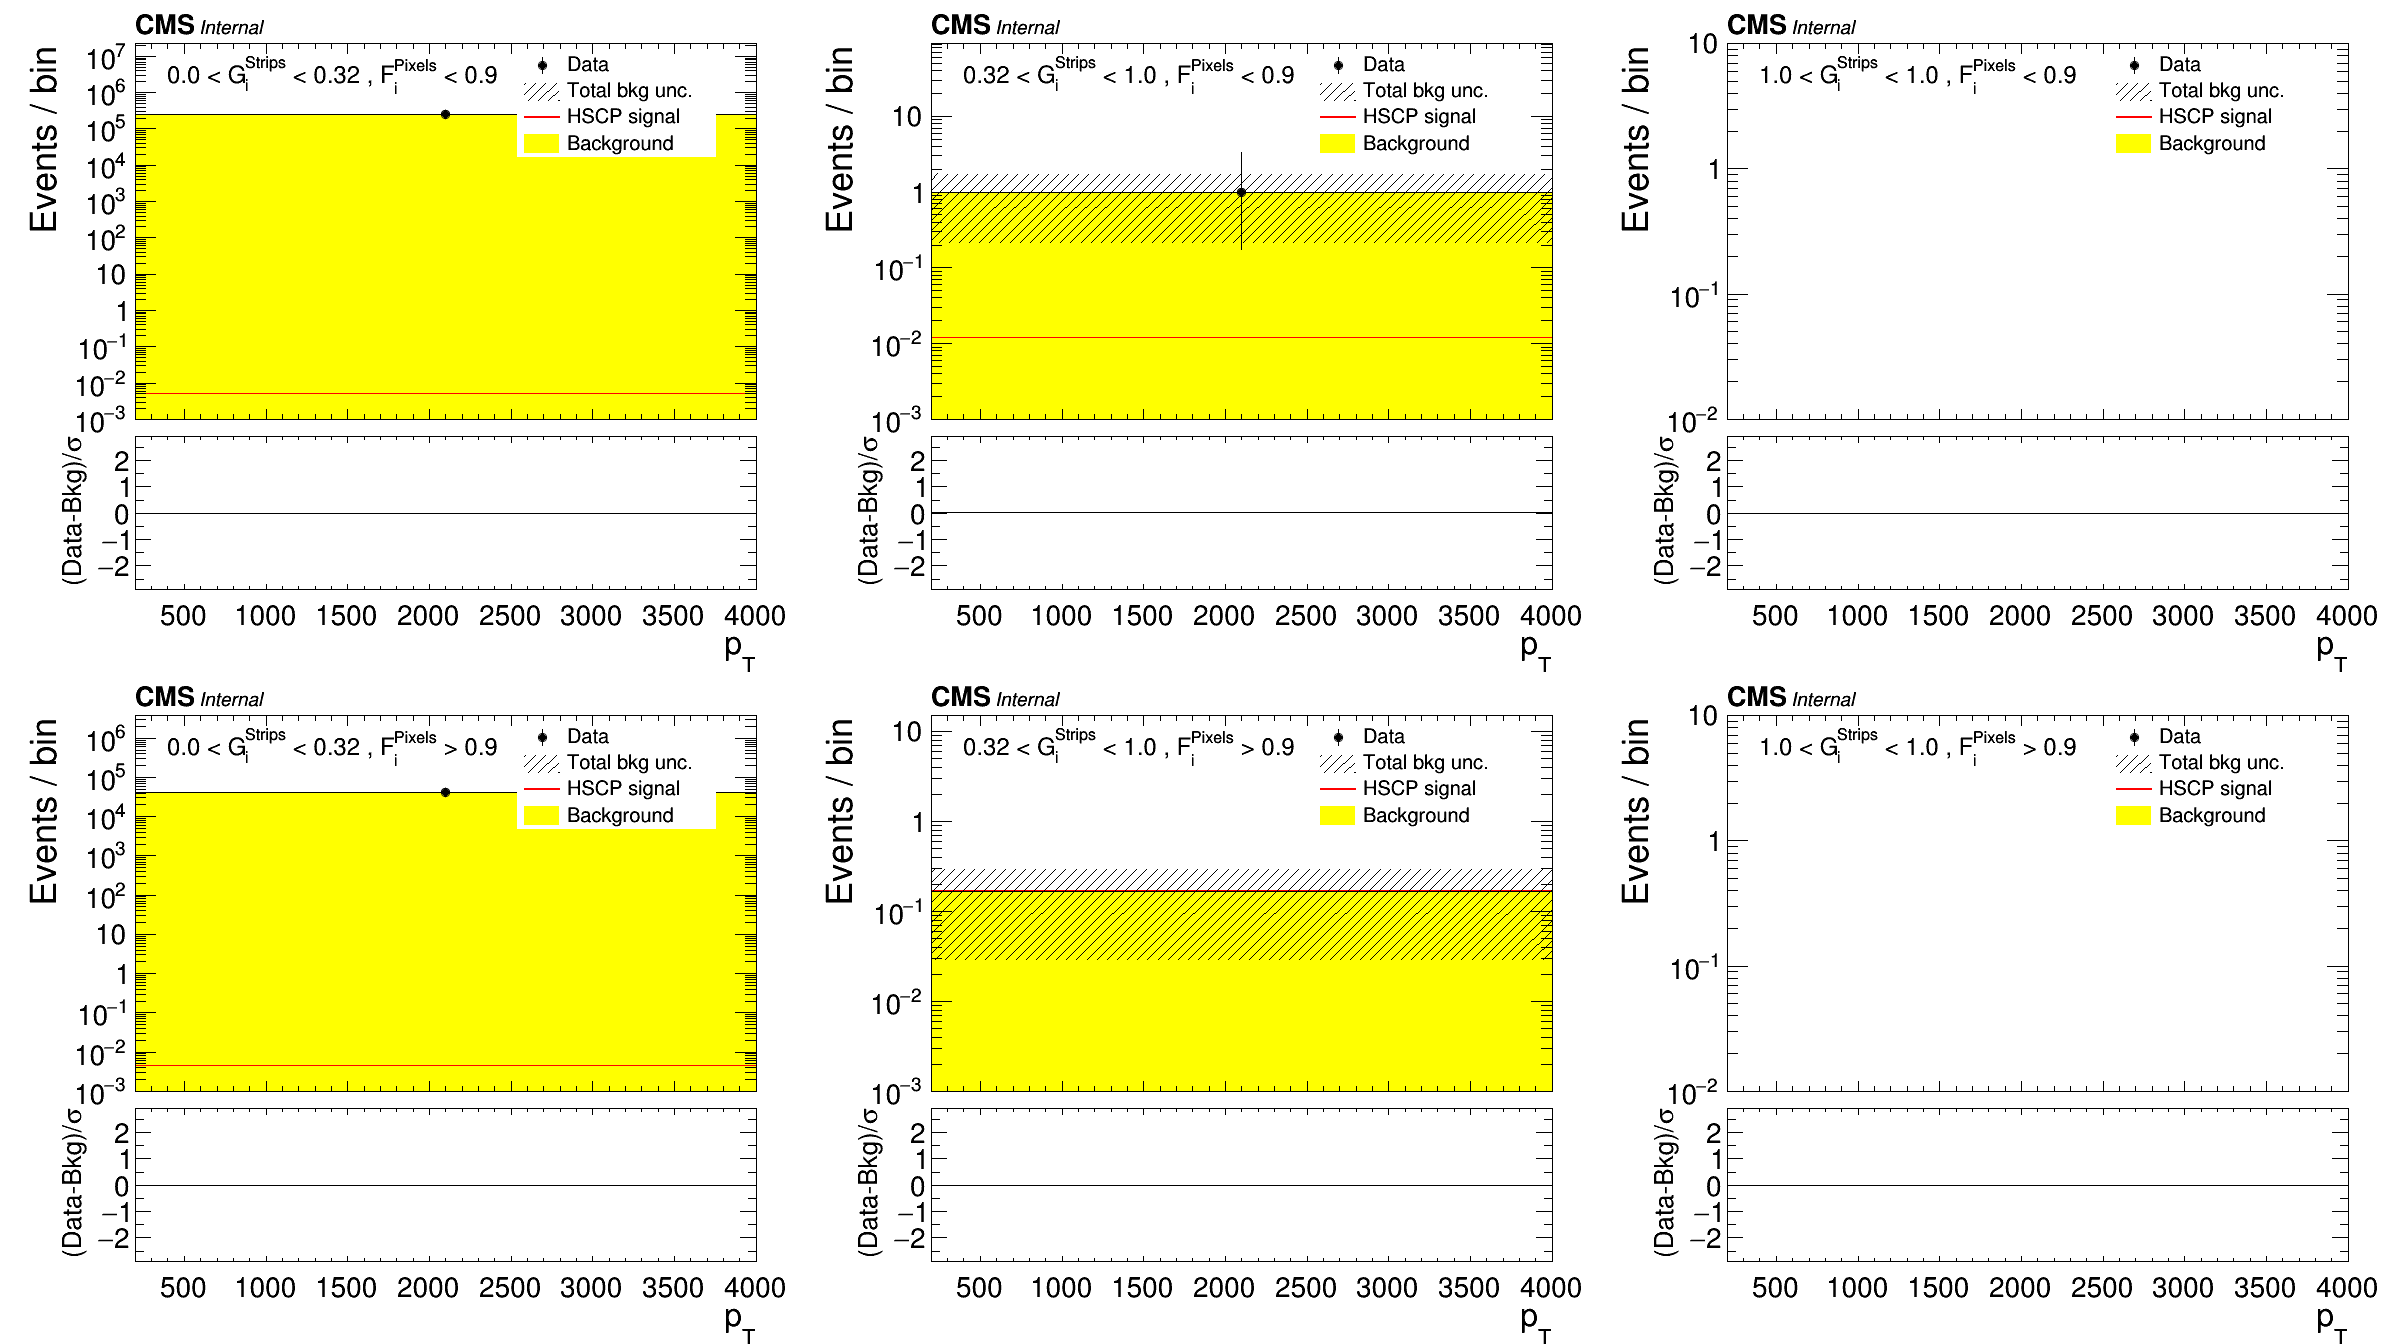 CMS Internal
Events / bin
0.0 < G_i^Strips < 0.32 , F_i^Pixels < 0.9
Data
Total bkg unc.
HSCP signal
Background
10^7
10^6
10^5
10^4
10^3
10^2
10
1
10^−1
10^−2
10^−3
(Data-Bkg)/σ
2
1
0
−1
−2
500 1000 1500 2000 2500 3000 3500 4000
p_T
CMS Internal
Events / bin
0.32 < G_i^Strips < 1.0 , F_i^Pixels < 0.9
Data
Total bkg unc.
HSCP signal
Background
10
1
10^−1
10^−2
10^−3
(Data-Bkg)/σ
2
1
0
−1
−2
500 1000 1500 2000 2500 3000 3500 4000
p_T
CMS Internal
Events / bin
1.0 < G_i^Strips < 1.0 , F_i^Pixels < 0.9
Data
Total bkg unc.
HSCP signal
Background
10
1
10^−1
10^−2
(Data-Bkg)/σ
2
1
0
−1
−2
500 1000 1500 2000 2500 3000 3500 4000
p_T
CMS Internal
Events / bin
0.0 < G_i^Strips < 0.32 , F_i^Pixels > 0.9
Data
Total bkg unc.
HSCP signal
Background
10^6
10^5
10^4
10^3
10^2
10
1
10^−1
10^−2
10^−3
(Data-Bkg)/σ
2
1
0
−1
−2
500 1000 1500 2000 2500 3000 3500 4000
p_T
CMS Internal
Events / bin
0.32 < G_i^Strips < 1.0 , F_i^Pixels > 0.9
Data
Total bkg unc.
HSCP signal
Background
10
1
10^−1
10^−2
10^−3
(Data-Bkg)/σ
2
1
0
−1
−2
500 1000 1500 2000 2500 3000 3500 4000
p_T
CMS Internal
Events / bin
1.0 < G_i^Strips < 1.0 , F_i^Pixels > 0.9
Data
Total bkg unc.
HSCP signal
Background
10
1
10^−1
10^−2
(Data-Bkg)/σ
2
1
0
−1
−2
500 1000 1500 2000 2500 3000 3500 4000
p_T